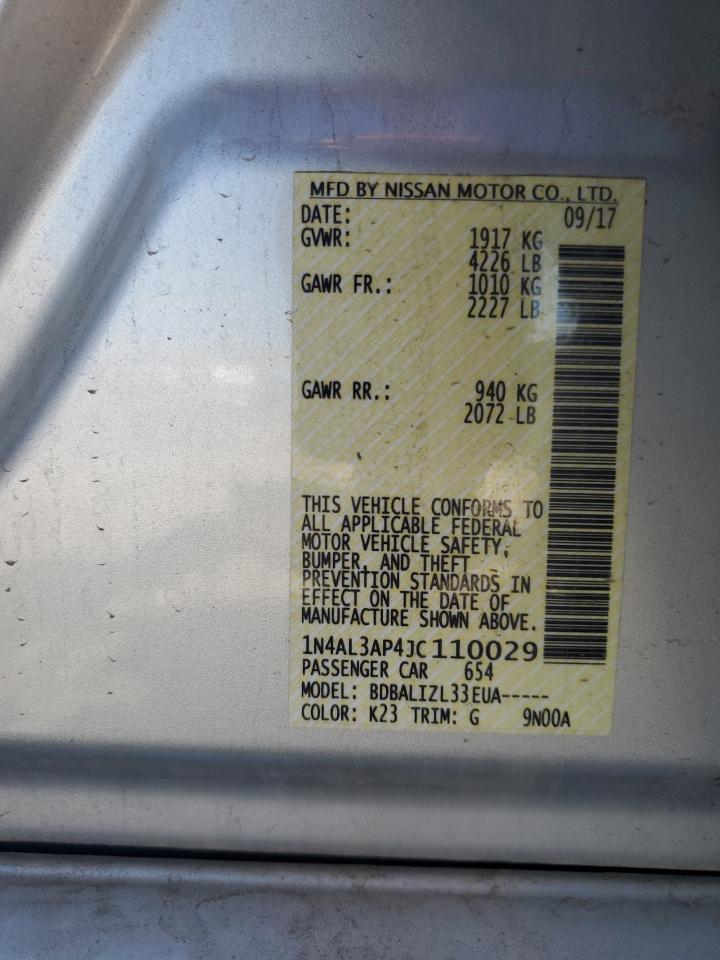 MFD BY NISSAN MOTOR CO., LTD.
DATE: 09/17
GVWR: 1917 KG
4226 LB
GAWR FR.: 1010 KG
2227 LB
GAWR RR.: 940 KG
2072 LB
THIS VEHICLE CONFORMS TO
ALL APPLICABLE FEDERAL
MOTOR VEHICLE SAFETY,
BUMPER, AND THEFT
PREVENTION STANDARDS IN
EFFECT ON THE DATE OF
MANUFACTURE SHOWN ABOVE.
1N4AL3AP4JC110029
PASSENGER CAR 654
MODEL: BDBALIZL33EUA-----
COLOR: K23 TRIM: G 9N00A